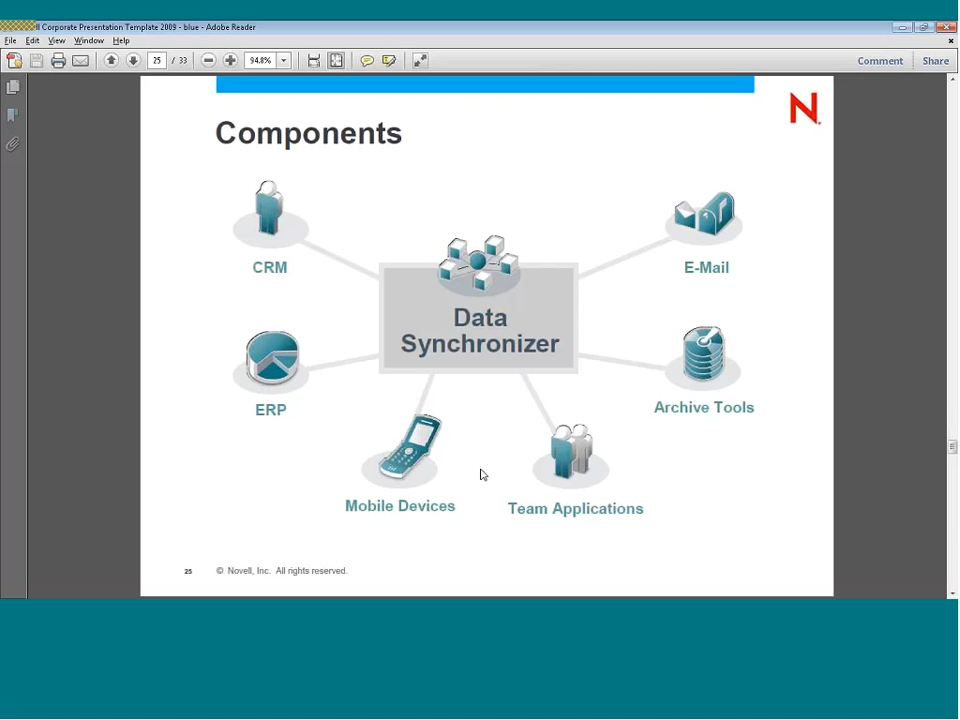 ll Corporate Presentation Template 2009 - blue - Adobe Reader
File Edit View Window Help
25 / 33 94.8% Comment Share
N
Components
CRM
E-Mail
Data
Synchronizer
ERP
Archive Tools
Mobile Devices
Team Applications
25 © Novell, Inc. All rights reserved.